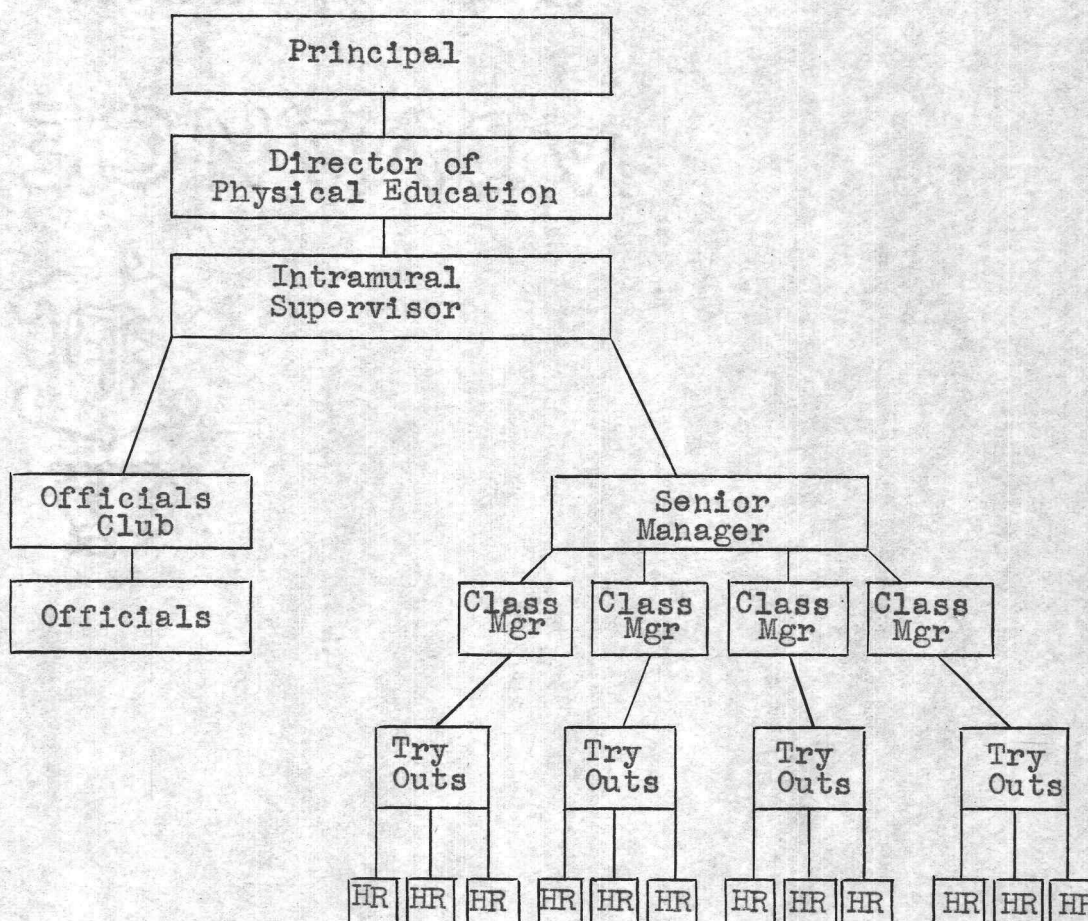 Principal
Director of
Physical Education
Intramural
Supervisor
Officials
Club
Officials
Senior
Manager
Class
Mgr
Class
Mgr
Class
Mgr
Class
Mgr
Try
Outs
Try
Outs
Try
Outs
Try
Outs
HR HR HR HR HR HR HR HR HR HR HR HR